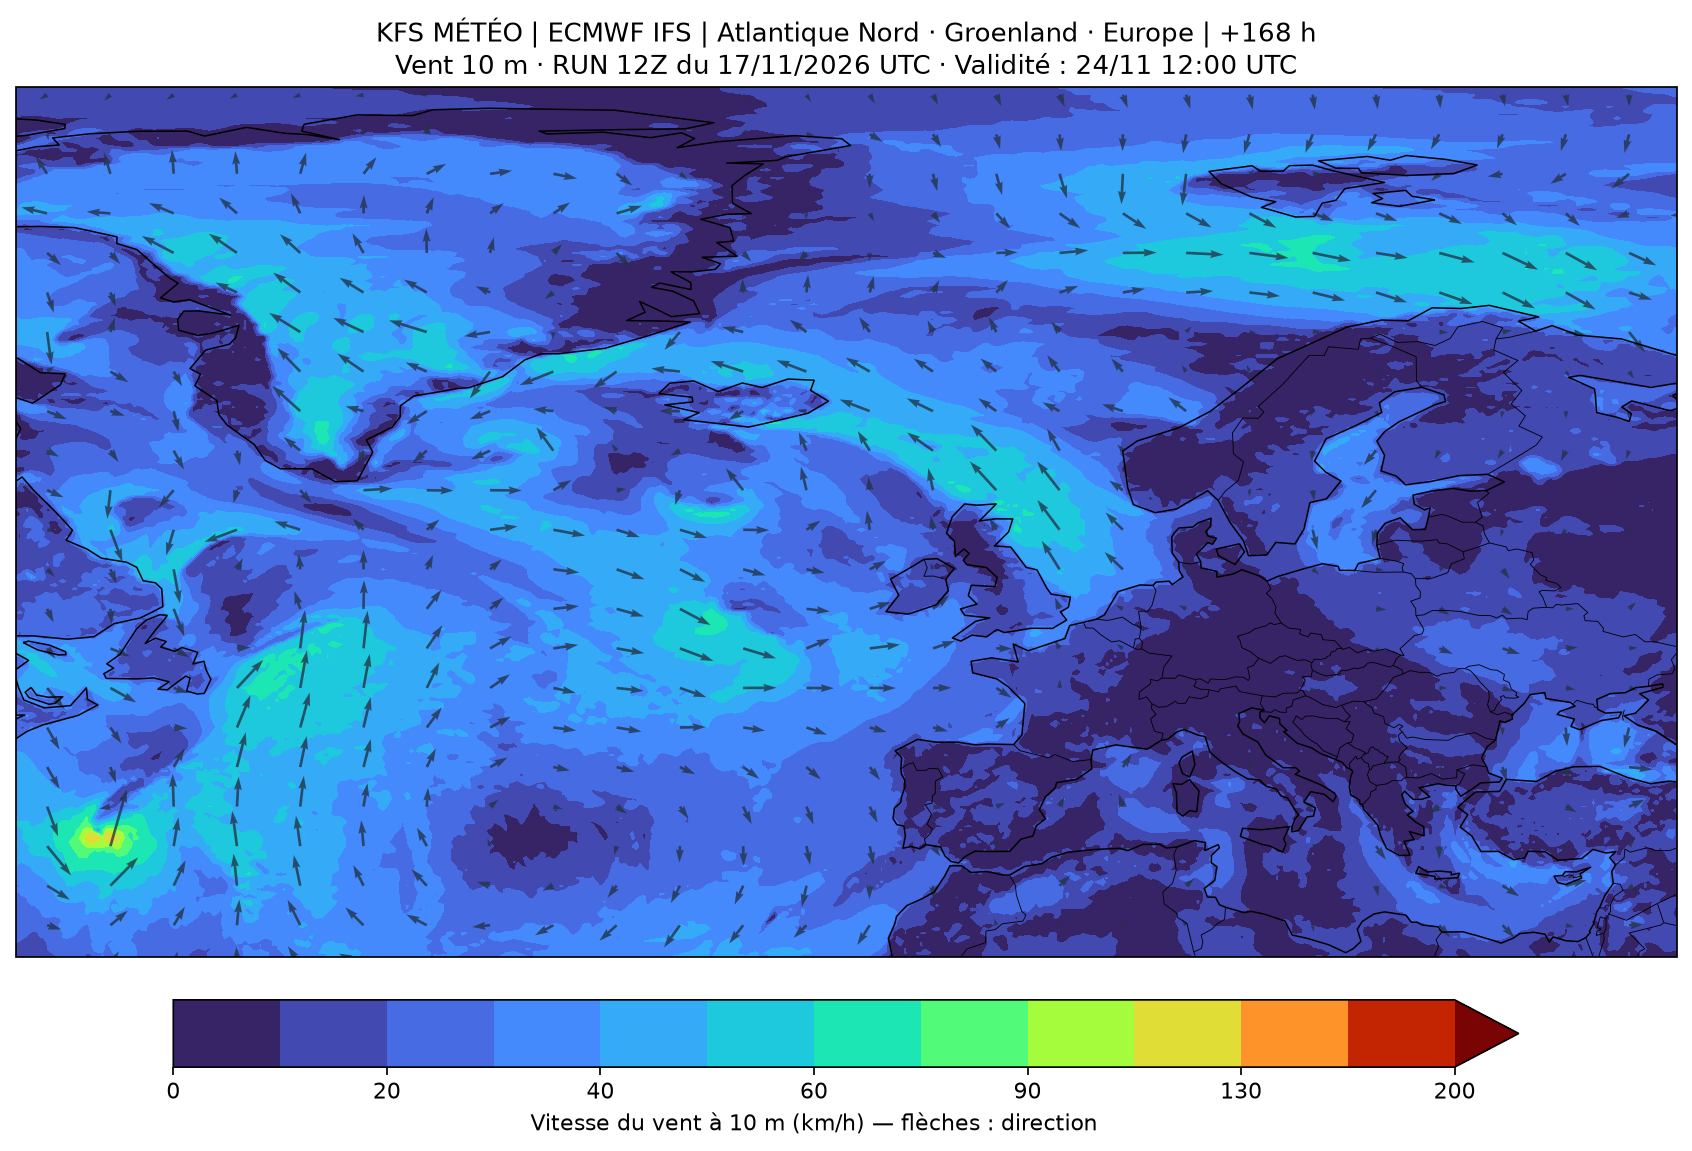 KFS MÉTÉO | ECMWF IFS | Atlantique Nord · Groenland · Europe | +168 h
Vent 10 m · RUN 12Z du 17/11/2026 UTC · Validité : 24/11 12:00 UTC
0 20 40 60 90 130 200
Vitesse du vent à 10 m (km/h) — flèches : direction